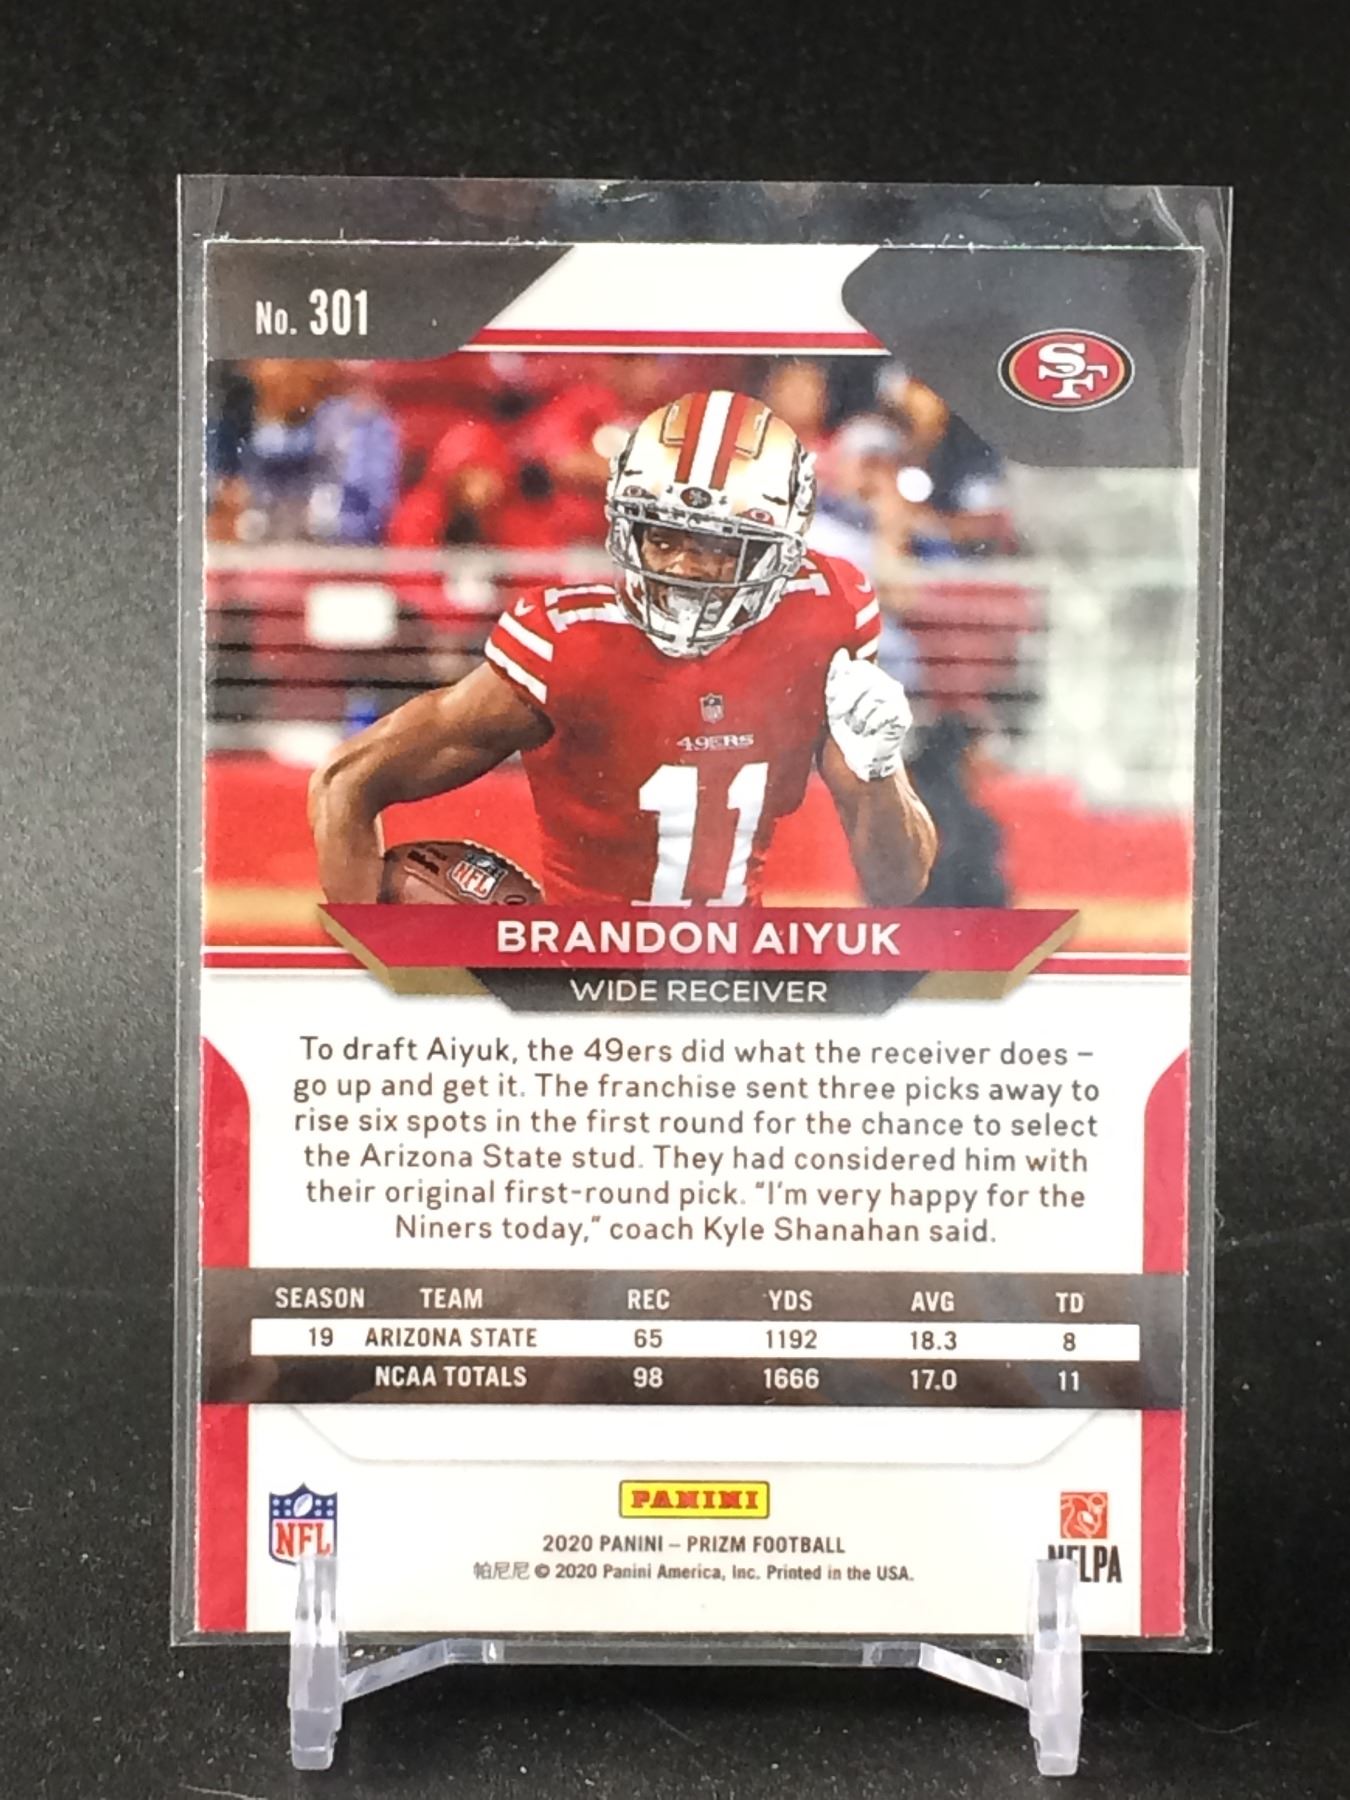 No. 301
SF
11
11
49ERS
11
NFL
BRANDON AIYUK
WIDE RECEIVER
To draft Aiyuk, the 49ers did what the receiver does –
go up and get it. The franchise sent three picks away to
rise six spots in the first round for the chance to select
the Arizona State stud. They had considered him with
their original first-round pick. "I'm very happy for the
Niners today," coach Kyle Shanahan said.
SEASON TEAM REC YDS AVG TD
19 ARIZONA STATE 65 1192 18.3 8
NCAA TOTALS 98 1666 17.0 11
NFL
PANINI
NFLPA
2020 PANINI – PRIZM FOOTBALL
帕尼尼 © 2020 Panini America, Inc. Printed in the USA.